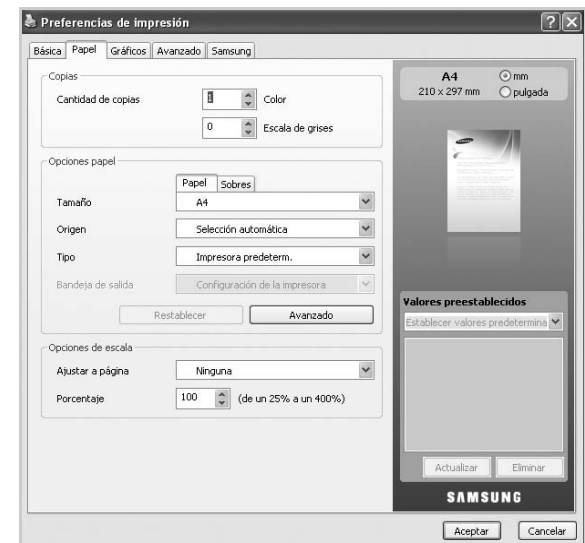 Preferencias de impresión
Básica Papel Gráficos Avanzado Samsung
Copias
Cantidad de copias 1 Color
0 Escala de grises
Opciones papel
Papel Sobres
Tamaño A4
Origen Selección automática
Tipo Impresora predeterm.
Bandeja de salida Configuración de la impresora
Restablecer Avanzado
Opciones de escala
Ajustar a página Ninguna
Porcentaje 100 (de un 25% a un 400%)
A4 mm
210 x 297 mm pulgada
Valores preestablecidos
Establecer valores predetermina
Actualizar Eliminar
SAMSUNG
Aceptar Cancelar